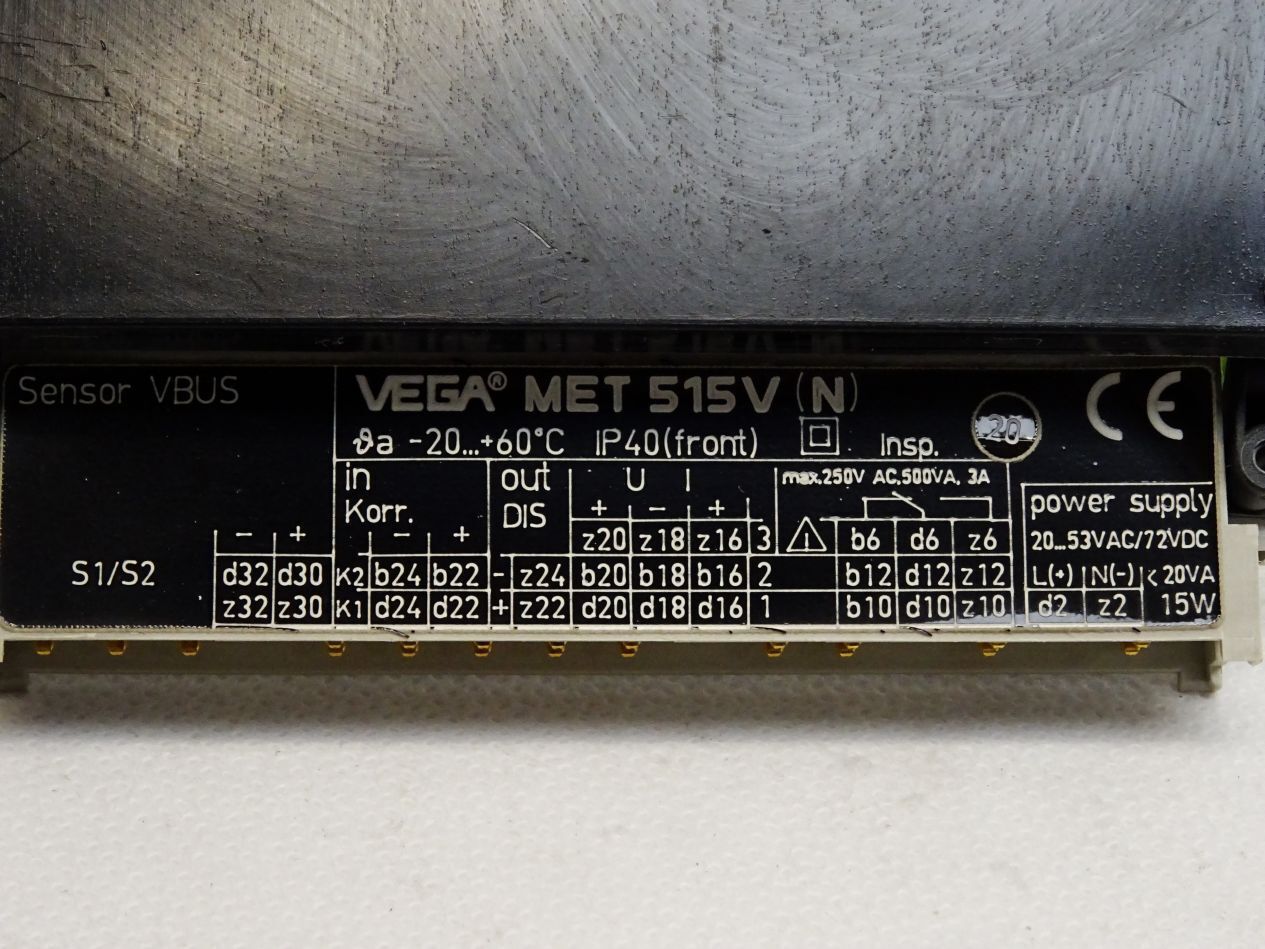 Sensor VBUS
VEGA® MET 515V (N)
ϑa -20...+60°C IP40(front)
Insp.
20
CE
in
Korr.
out
DIS
U I
max.250V AC,500VA, 3A
power supply
20...53VAC/72VDC
- + - + + - +
z20 z18 z16 3 b6 d6 z6
S1/S2 d32 d30 K2 b24 b22 - z24 b20 b18 b16 2 b12 d12 z12 L(+) N(-) <20VA
z32 z30 K1 d24 d22 + z22 d20 d18 d16 1 b10 d10 z10 d2 z2 15W